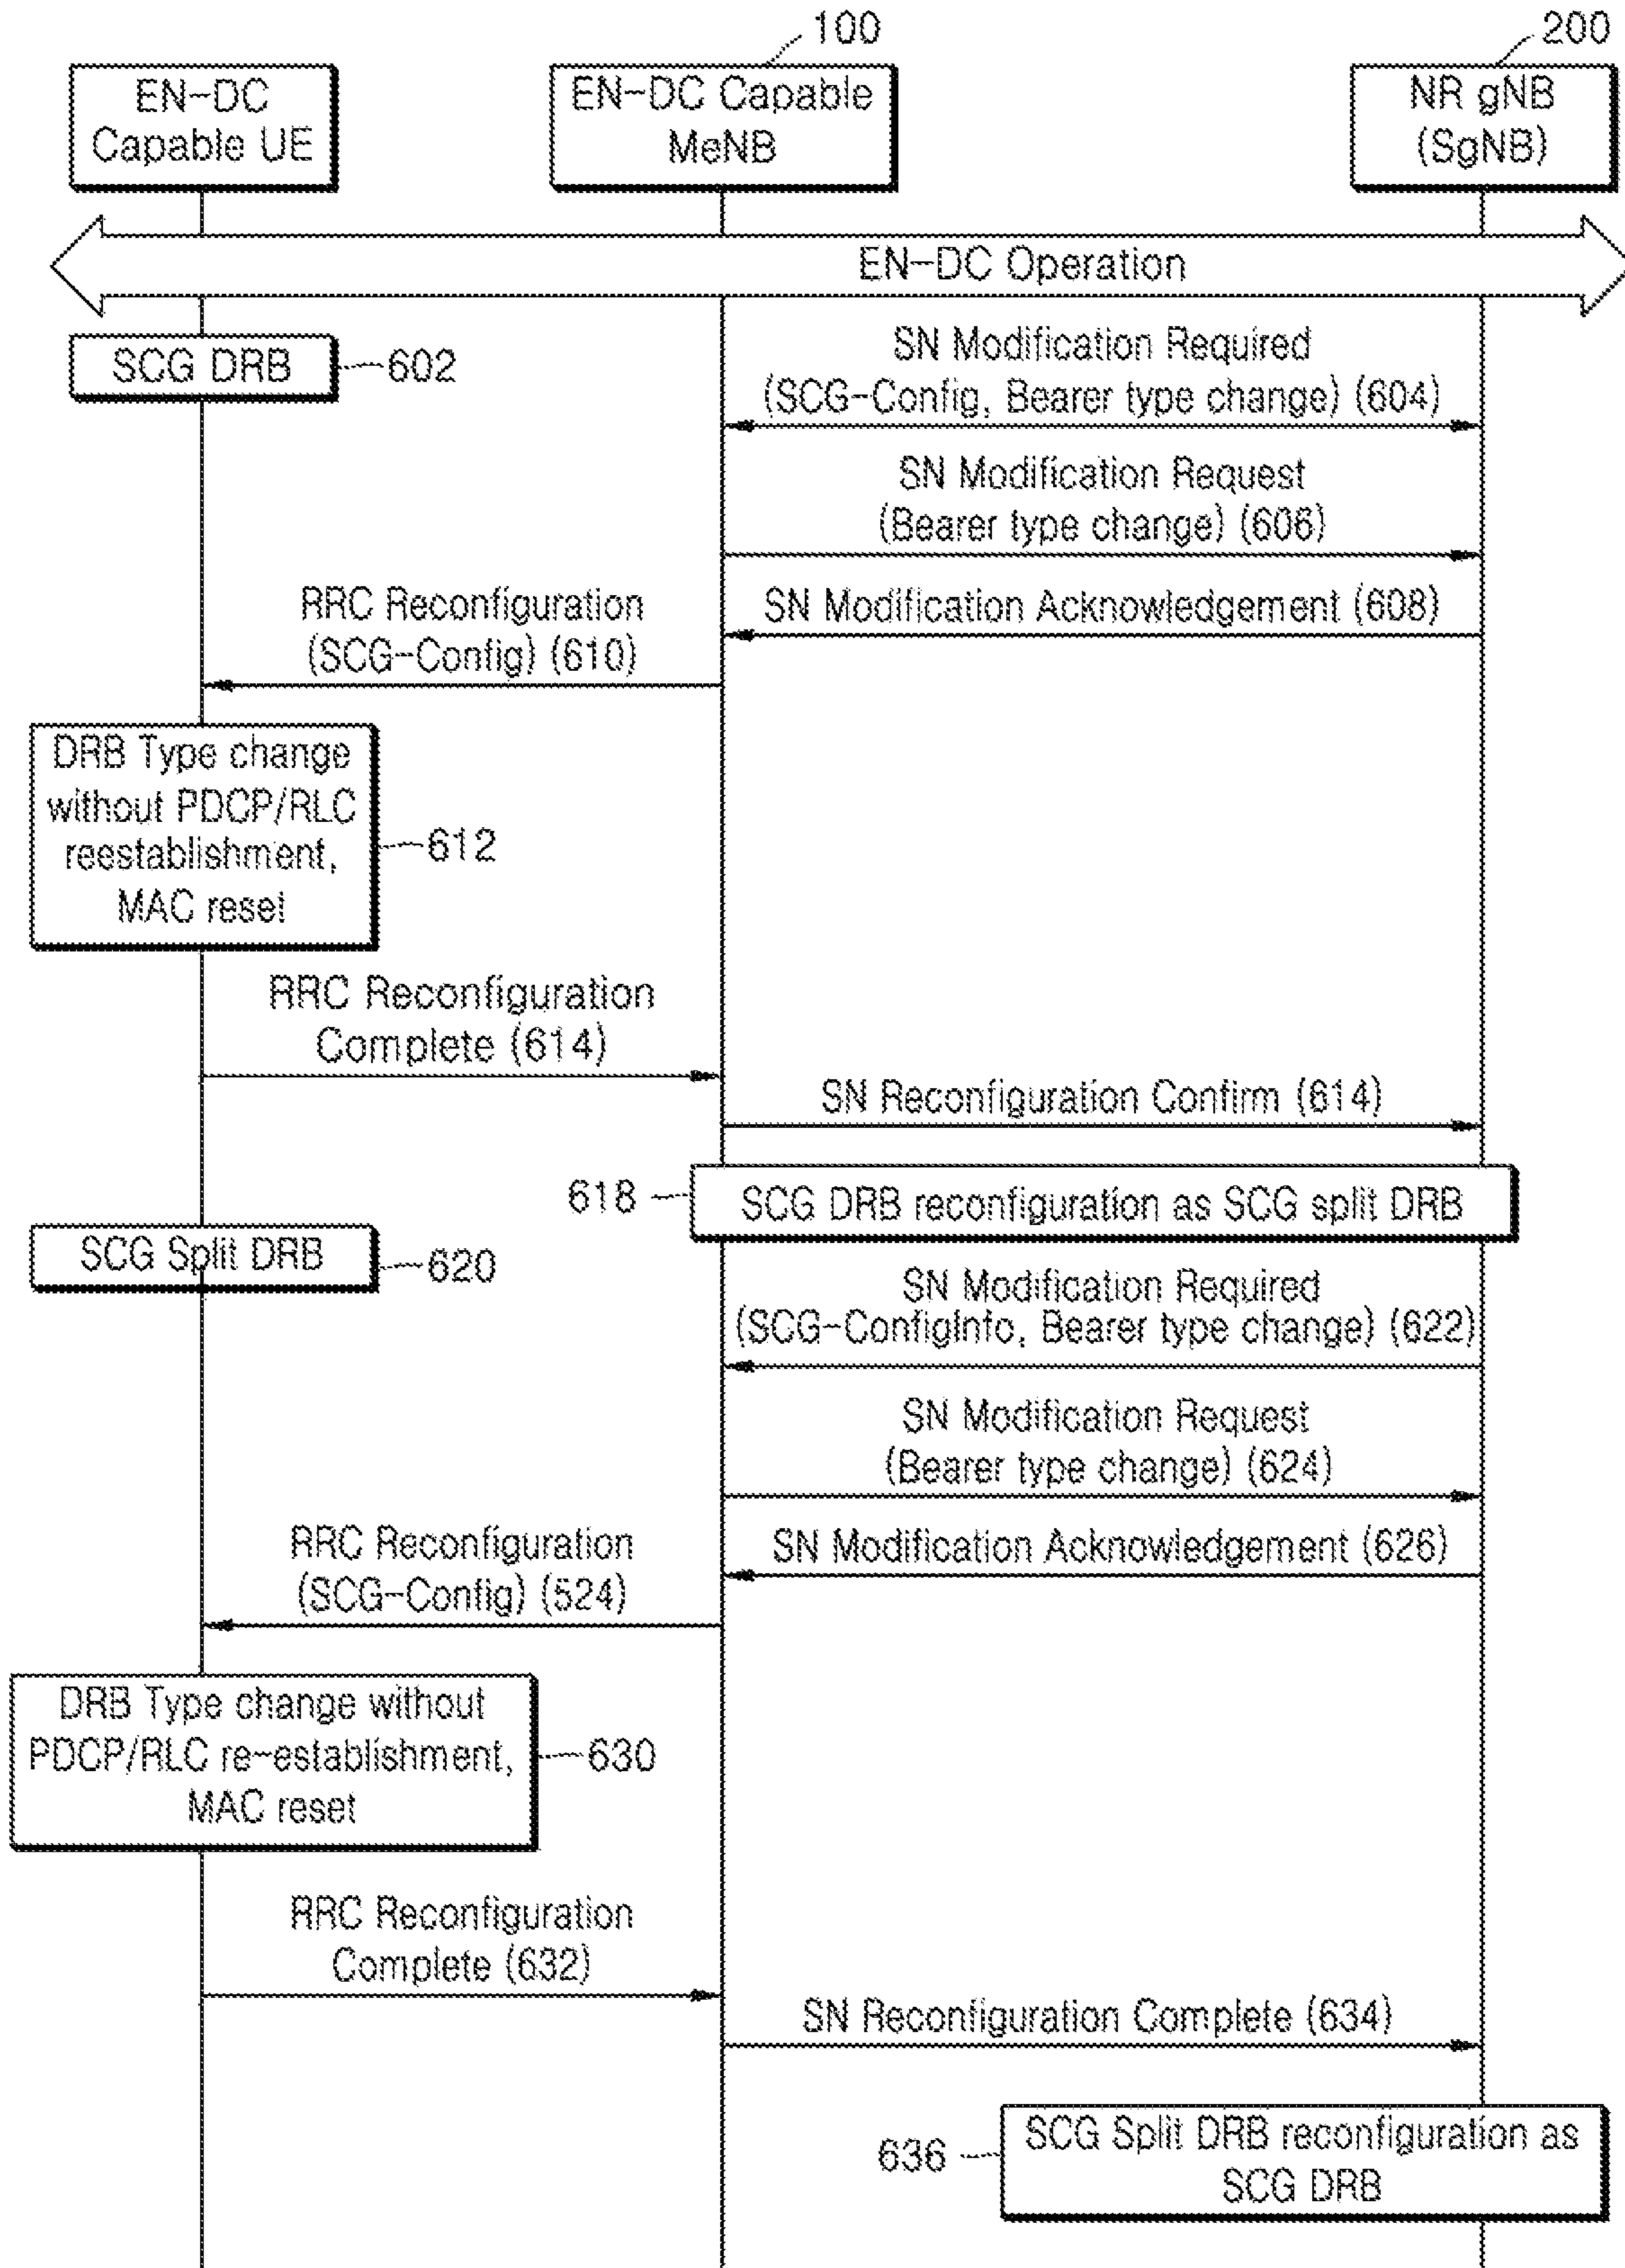 100
200
EN-DC
Capable UE
EN-DC Capable
MeNB
NR gNB
(SgNB)
EN-DC Operation
SCG DRB
602
SN Modification Required
(SCG-Config, Bearer type change) (604)
SN Modification Request
(Bearer type change) (606)
SN Modification Acknowledgement (608)
RRC Reconfiguration
(SCG-Config) (610)
DRB Type change
without PDCP/RLC
reestablishment,
MAC reset
612
RRC Reconfiguration
Complete (614)
SN Reconfiguration Confirm (614)
618
SCG DRB reconfiguration as SCG split DRB
SCG Split DRB
620
SN Modification Required
(SCG-ConfigInfo, Bearer type change) (622)
SN Modification Request
(Bearer type change) (624)
SN Modification Acknowledgement (626)
RRC Reconfiguration
(SCG-Config) (524)
DRB Type change without
PDCP/RLC re-establishment,
MAC reset
630
RRC Reconfiguration
Complete (632)
SN Reconfiguration Complete (634)
636
SCG Split DRB reconfiguration as
SCG DRB